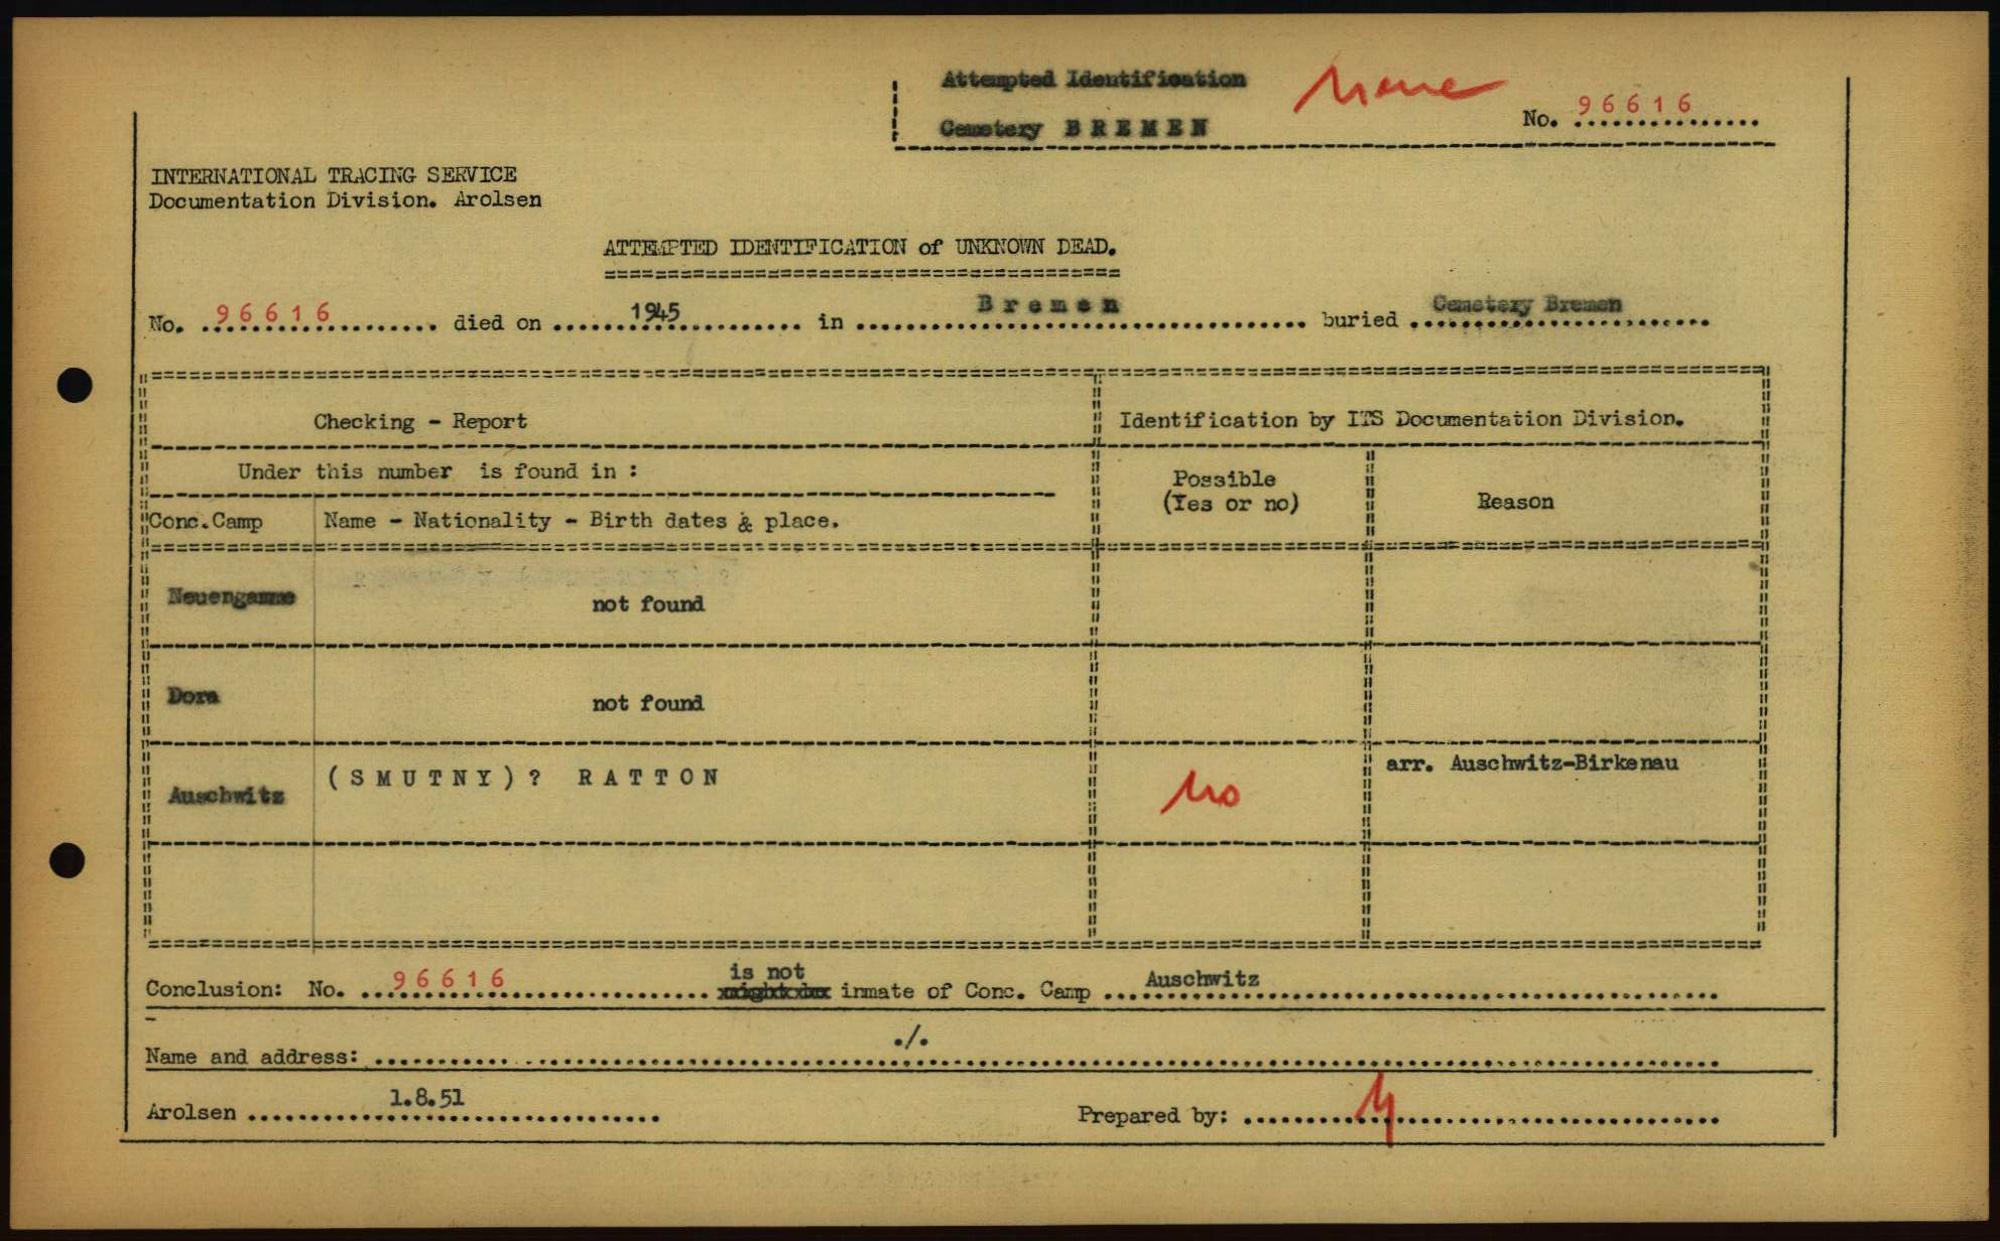 Attempted Identification
Cemetery BREMEN
No. 96616
INTERNATIONAL TRACING SERVICE
Documentation Division. Arolsen
ATTEMPTED IDENTIFICATION of UNKNOWN DEAD.
No. 96616 died on 1945 in Bremen buried Cemetery Bremen
Checking - Report
Identification by ITS Documentation Division.
Under this number is found in :
Possible
(Yes or no)
Reason
Conc.Camp Name - Nationality - Birth dates & place.
Neuengamme not found
Dora not found
Auschwitz (SMUTNY)? RATTON no arr. Auschwitz-Birkenau
is not
Conclusion: No. 96616 inmate of Conc. Camp Auschwitz
Name and address: ./.
Arolsen 1.8.51 Prepared by: